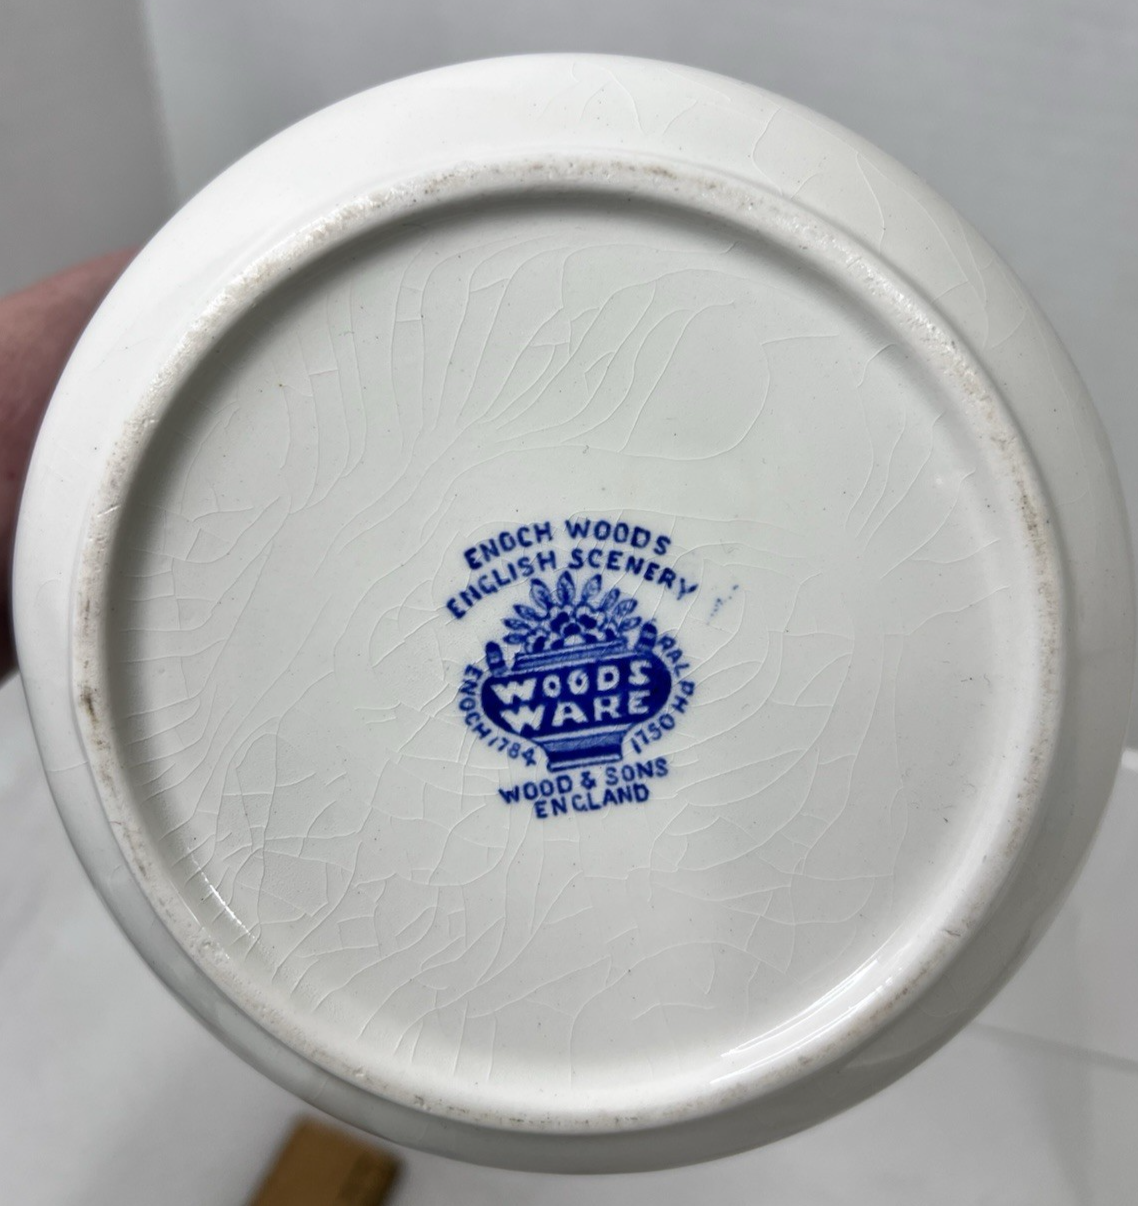 ENOCH WOODS
ENGLISH SCENERY
WOODS
WARE
ENOCH 1784
RALPH 1750
WOOD & SONS
ENGLAND